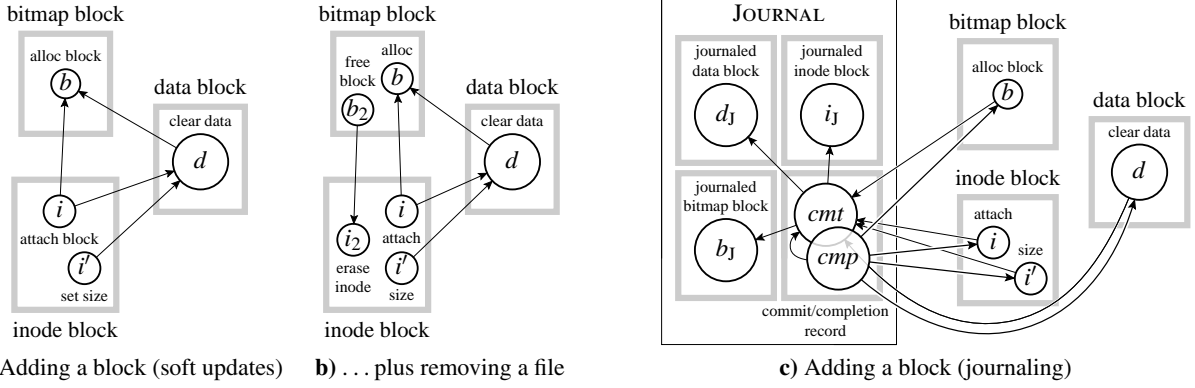 bitmap block
alloc block
b
data block
clear data
d
i
attach block
i′
set size
inode block
Adding a block (soft updates)
bitmap block
alloc
free
block
b
b2
data block
clear data
d
i
attach
i2
i′
erase
inode
size
inode block
b) . . . plus removing a file
JOURNAL
journaled
data block
dJ
journaled
inode block
iJ
journaled
bitmap block
bJ
cmt
cmp
commit/completion
record
bitmap block
alloc block
b
inode block
attach
i
size
i′
data block
clear data
d
c) Adding a block (journaling)